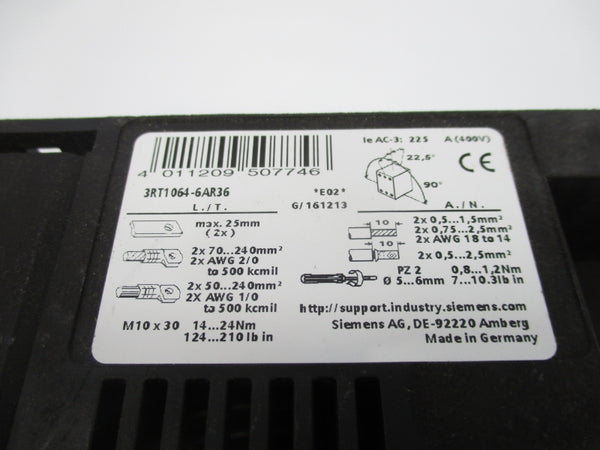 Ie AC-3: 225 A (400V)
4 011209 507746
22,5°
CE
3RT1064-6AR36 *E02*
90°
L./T. G/161213 A./N.
max. 25mm
(2x)
10 2x 0,5...1,5mm²
2x 0,75...2,5mm²
2x AWG 18 to 14
2x 70...240mm²
2x AWG 2/0
to 500 kcmil
10 2x 0,5...2,5mm²
2x 50...240mm²
2x AWG 1/0
to 500 kcmil
PZ 2 0,8...1,2Nm
Ø 5...6mm 7...10.3lb in
M10 x 30 14...24Nm
124...210 lb in
http://support.industry.siemens.com
Siemens AG, DE-92220 Amberg
Made in Germany